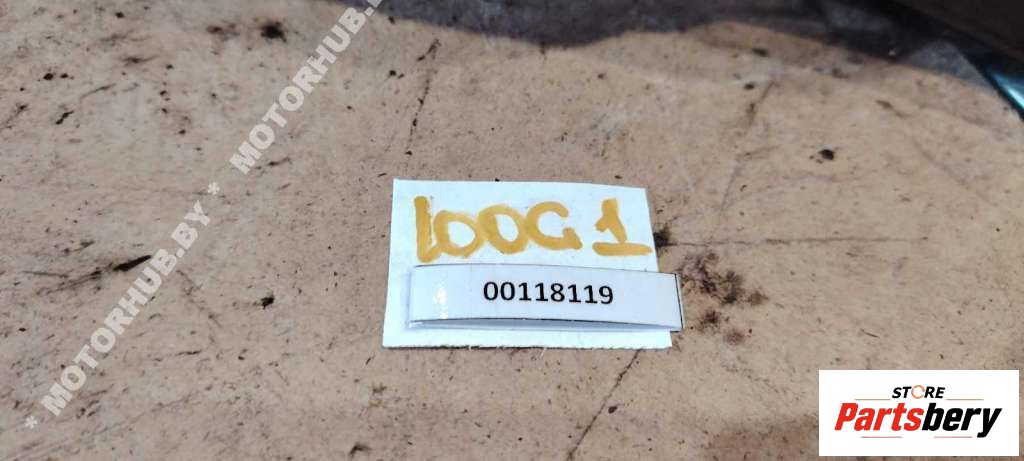 * MOTORHUB.BY * MOTORHUB.BY
100G1
00118119
STORE
Partsbery